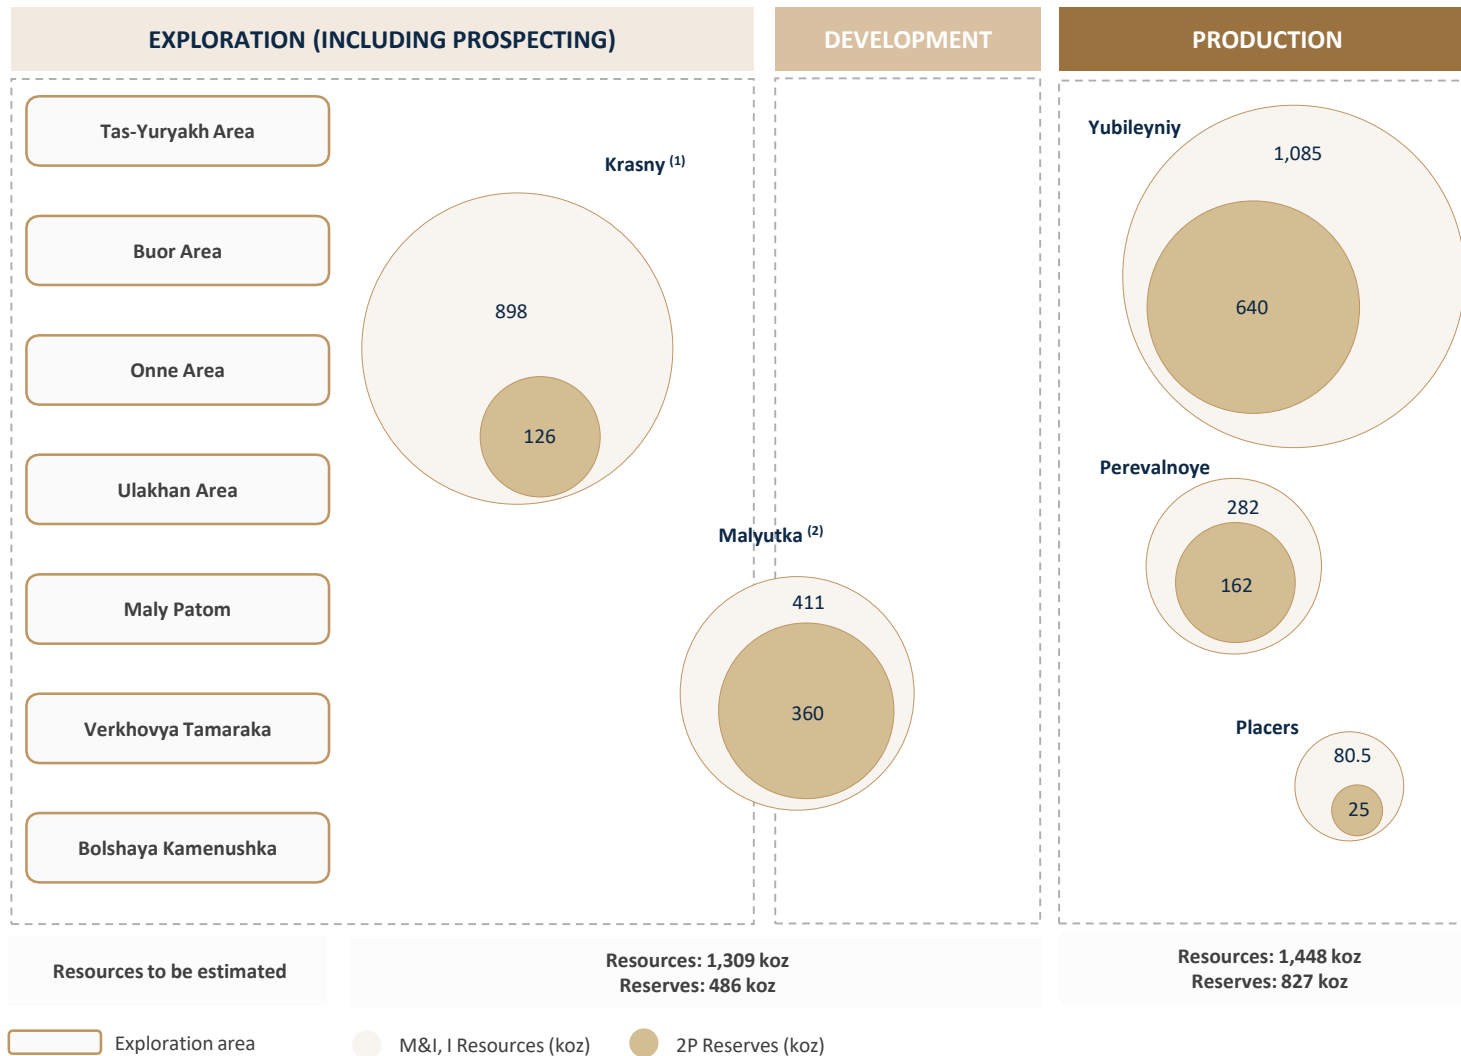 EXPLORATION (INCLUDING PROSPECTING)
DEVELOPMENT
PRODUCTION
Tas-Yuryakh Area
Buor Area
Onne Area
Ulakhan Area
Maly Patom
Verkhovya Tamaraka
Bolshaya Kamenushka
Krasny (1)
898
126
Malyutka (2)
411
360
Yubileyniy
1,085
640
Perevalnoye
282
162
Placers
80.5
25
Resources to be estimated
Resources: 1,309 koz
Reserves: 486 koz
Resources: 1,448 koz
Reserves: 827 koz
Exploration area
M&I, I Resources (koz)
2P Reserves (koz)